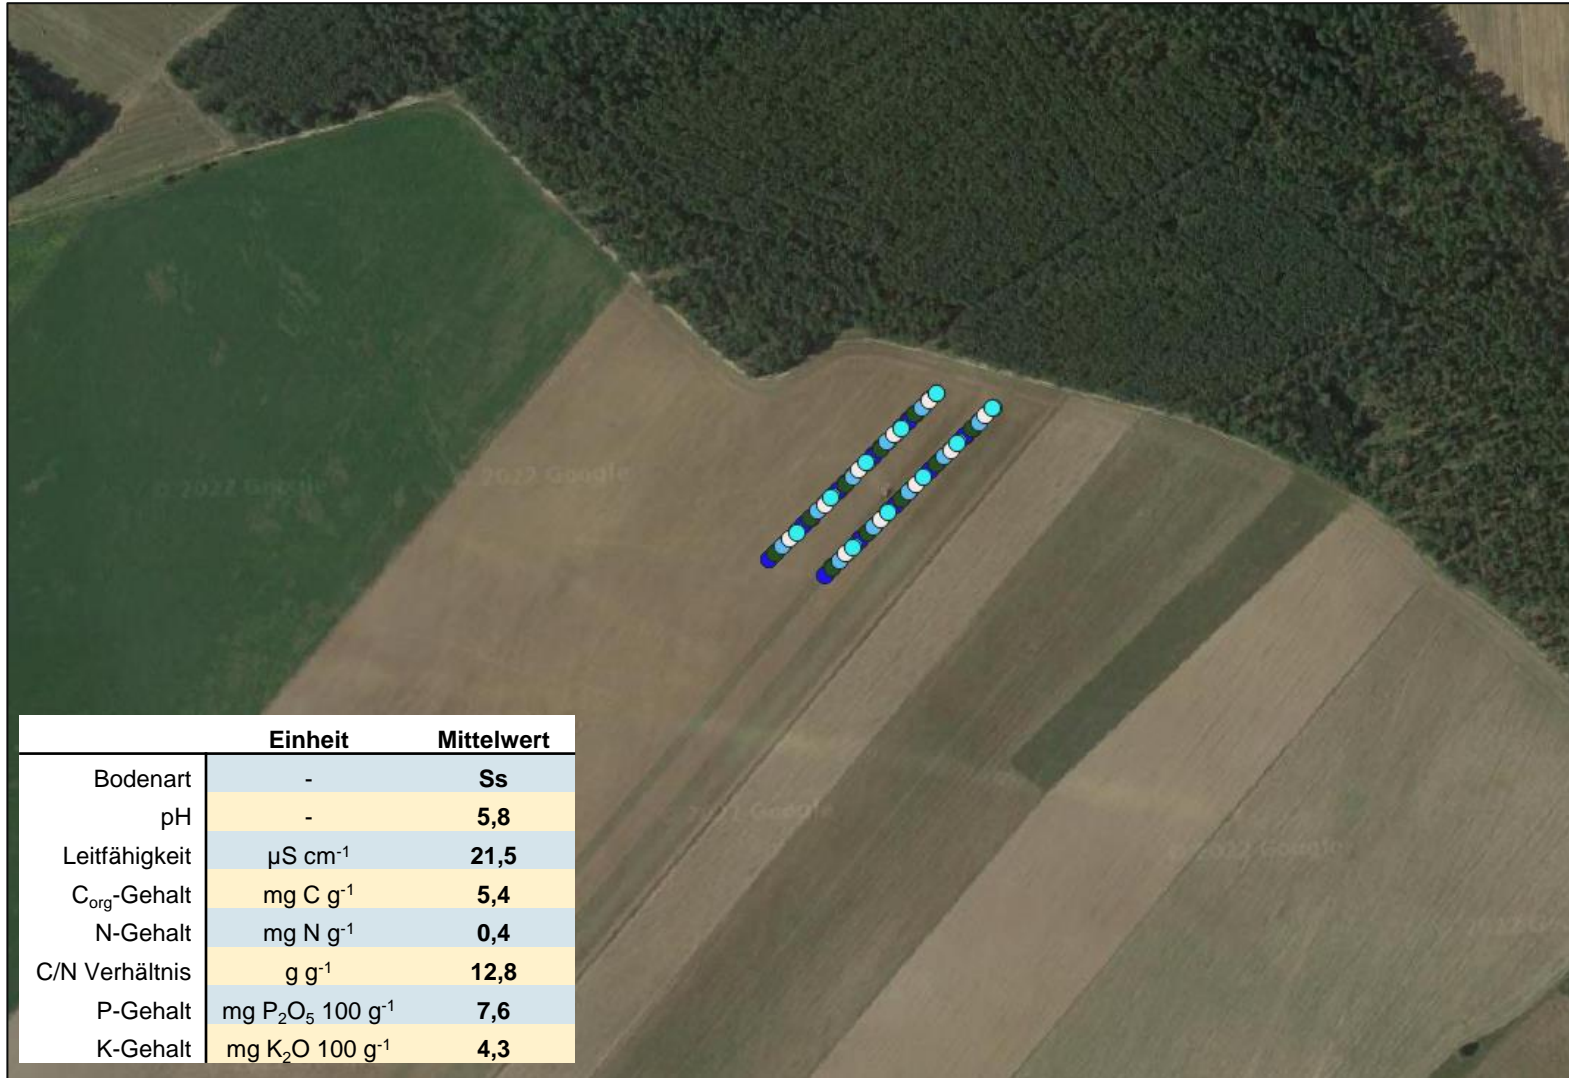 © 2022 Google
2022 Google
Einheit Mittelwert
Bodenart - Ss
pH - 5,8
Leitfähigkeit µS cm⁻¹ 21,5
Corg-Gehalt mg C g⁻¹ 5,4
N-Gehalt mg N g⁻¹ 0,4
C/N Verhältnis g g⁻¹ 12,8
P-Gehalt mg P₂O₅ 100 g⁻¹ 7,6
K-Gehalt mg K₂O 100 g⁻¹ 4,3